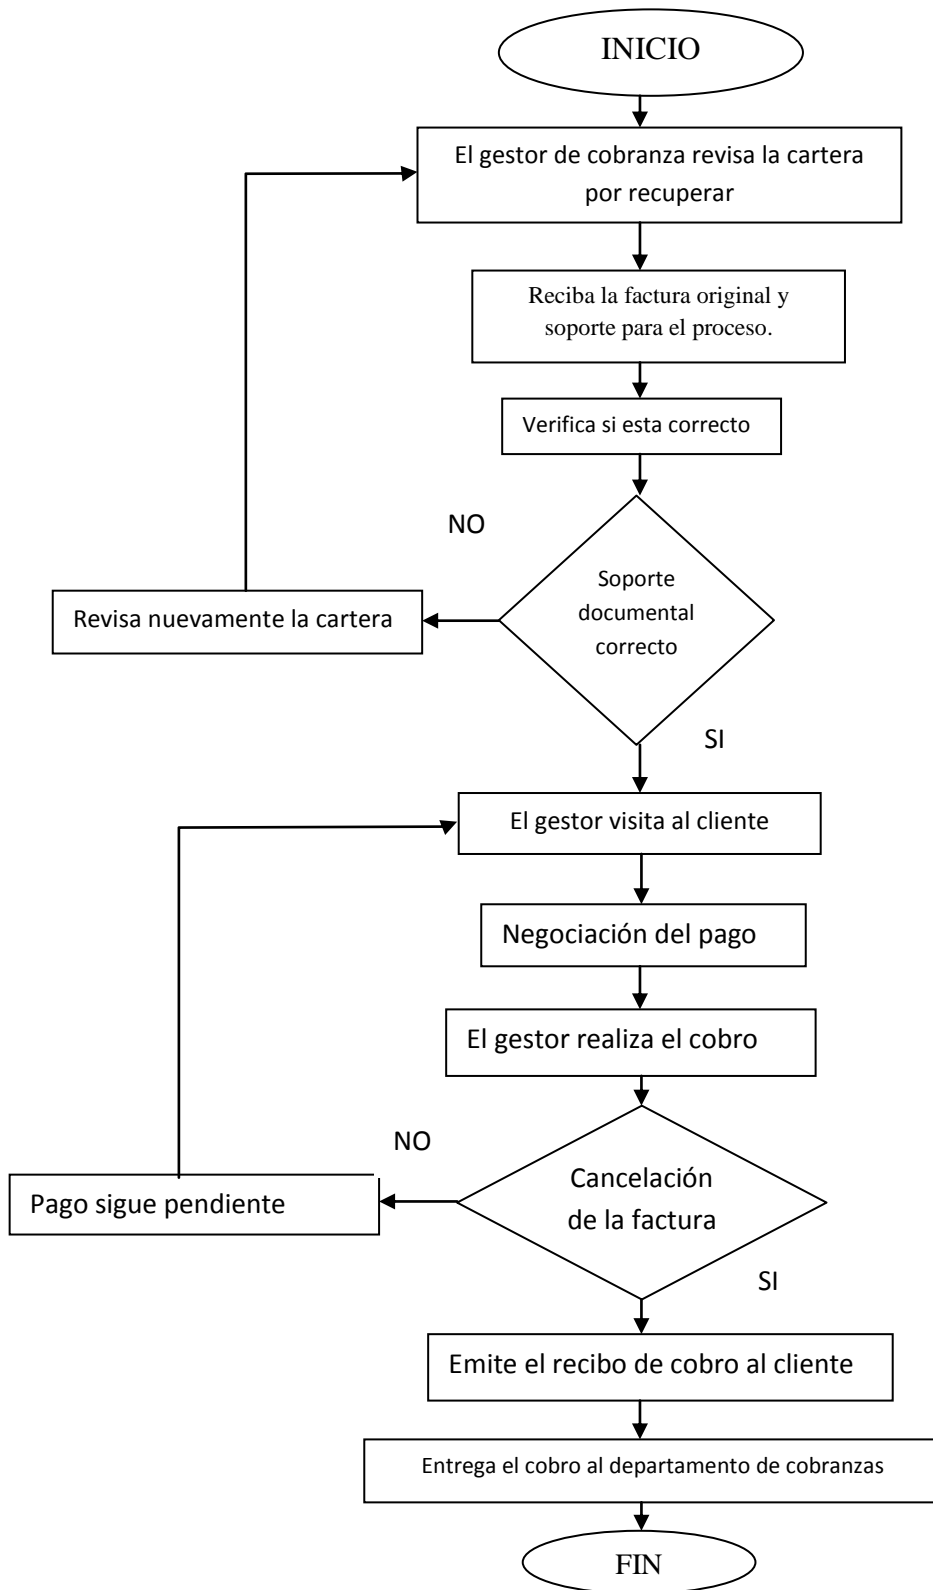 INICIO
El gestor de cobranza revisa la cartera
por recuperar
Reciba la factura original y
soporte para el proceso.
Verifica si esta correcto
NO
Soporte
documental
correcto
Revisa nuevamente la cartera
SI
El gestor visita al cliente
Negociación del pago
El gestor realiza el cobro
NO
Cancelación
de la factura
Pago sigue pendiente
SI
Emite el recibo de cobro al cliente
Entrega el cobro al departamento de cobranzas
FIN